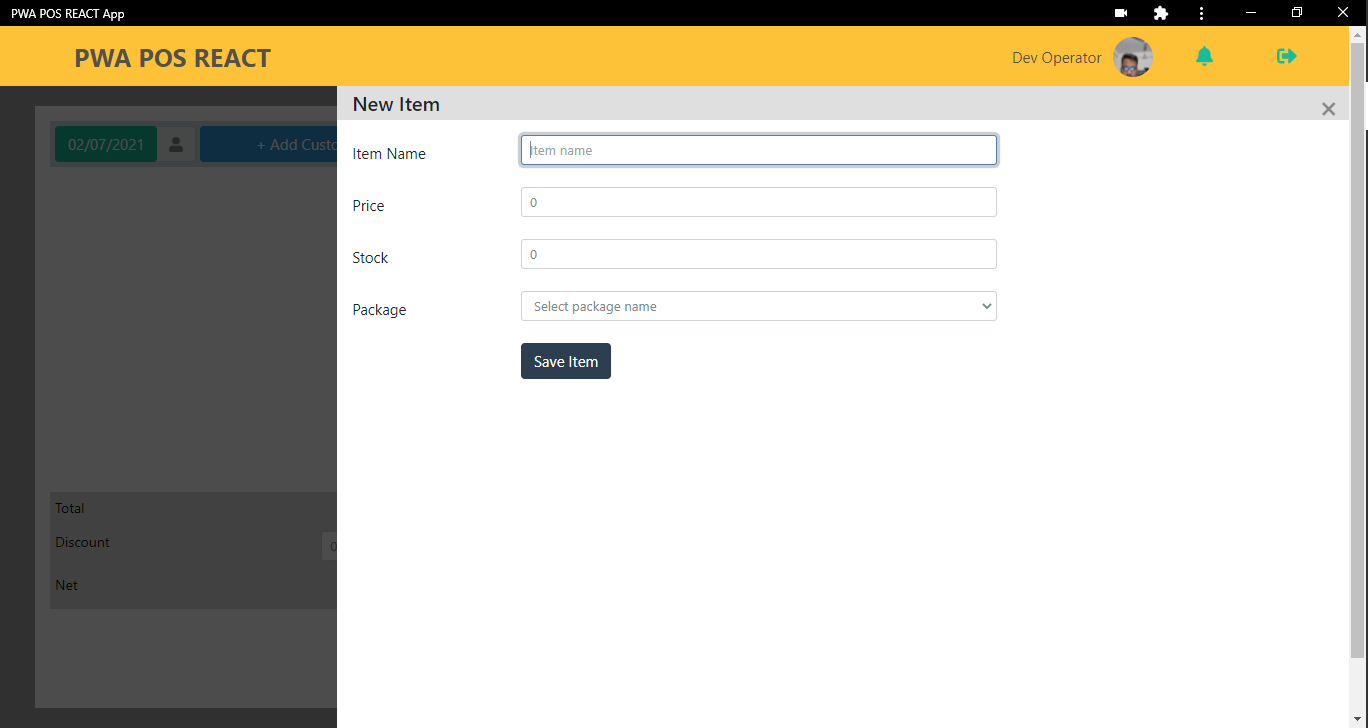 PWA POS REACT App
PWA POS REACT
Dev Operator
New Item
02/07/2021
+ Add Custo
Item Name
Item name
Price
0
Stock
0
Package
Select package name
Save Item
Total
Discount
0
Net